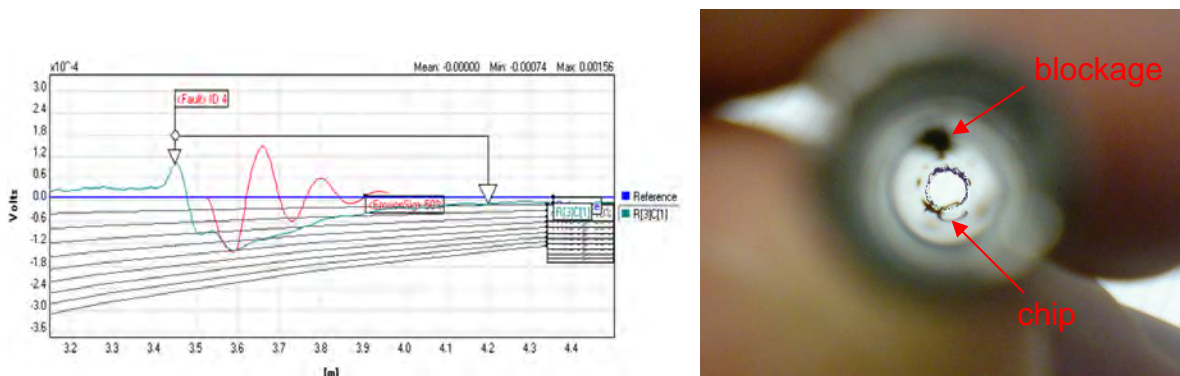 x10^-4
Mean: -0.00000 Min: -0.00074 Max: 0.00156
3.0
2.4
1.8
1.2
0.6
0.0
-0.6
-1.2
-1.8
-2.4
-3.0
-3.6
Volts
<Fault> ID 4
Reference
R[3]C[1]
R[3]C[1]
3.2 3.3 3.4 3.5 3.6 3.7 3.8 3.9 4.0 4.1 4.2 4.3 4.4
[m]
blockage
chip